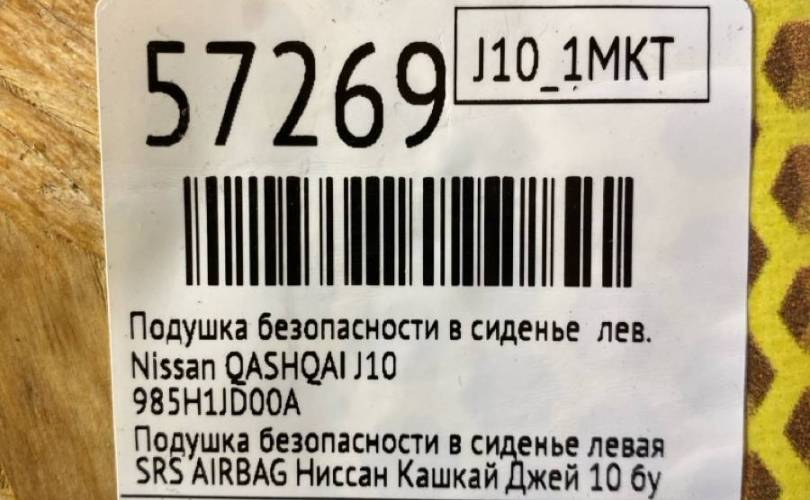 57269
J10_1MKT
Подушка безопасности в сиденье лев.
Nissan QASHQAI J10
985H1JD00A
Подушка безопасности в сиденье левая
SRS AIRBAG Ниссан Кашкай Джей 10 бу